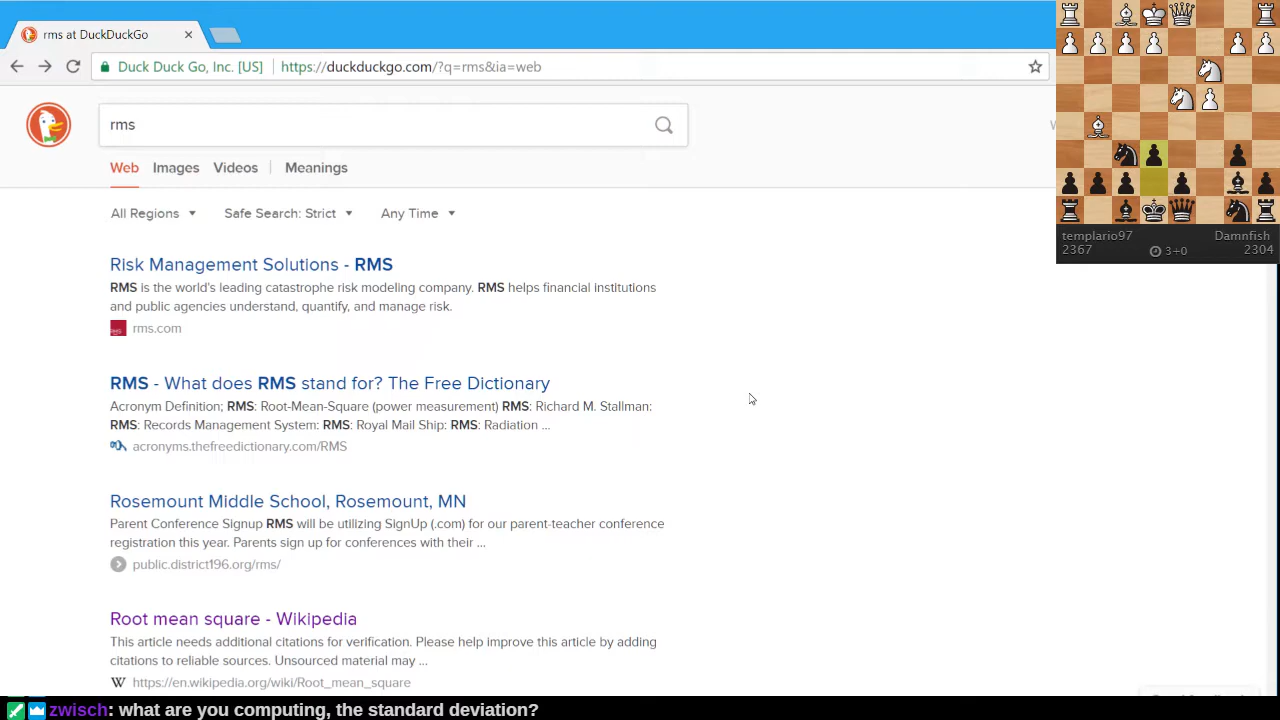 rms at DuckDuckGo
Duck Duck Go, Inc. [US]
https://duckduckgo.com/?q=rms&ia=web
rms
Web Images Videos Meanings
All Regions Safe Search: Strict Any Time
Risk Management Solutions - RMS
RMS is the world's leading catastrophe risk modeling company. RMS helps financial institutions
and public agencies understand, quantify, and manage risk.
rms.com
RMS - What does RMS stand for? The Free Dictionary
Acronym Definition; RMS: Root-Mean-Square (power measurement) RMS: Richard M. Stallman:
RMS: Records Management System: RMS: Royal Mail Ship: RMS: Radiation ...
acronyms.thefreedictionary.com/RMS
Rosemount Middle School, Rosemount, MN
Parent Conference Signup RMS will be utilizing SignUp (.com) for our parent-teacher conference
registration this year. Parents sign up for conferences with their ...
public.district196.org/rms/
Root mean square - Wikipedia
This article needs additional citations for verification. Please help improve this article by adding
citations to reliable sources. Unsourced material may ...
W https://en.wikipedia.org/wiki/Root_mean_square
templario97 Damnfish
2367 3+0 2304
zwisch: what are you computing, the standard deviation?